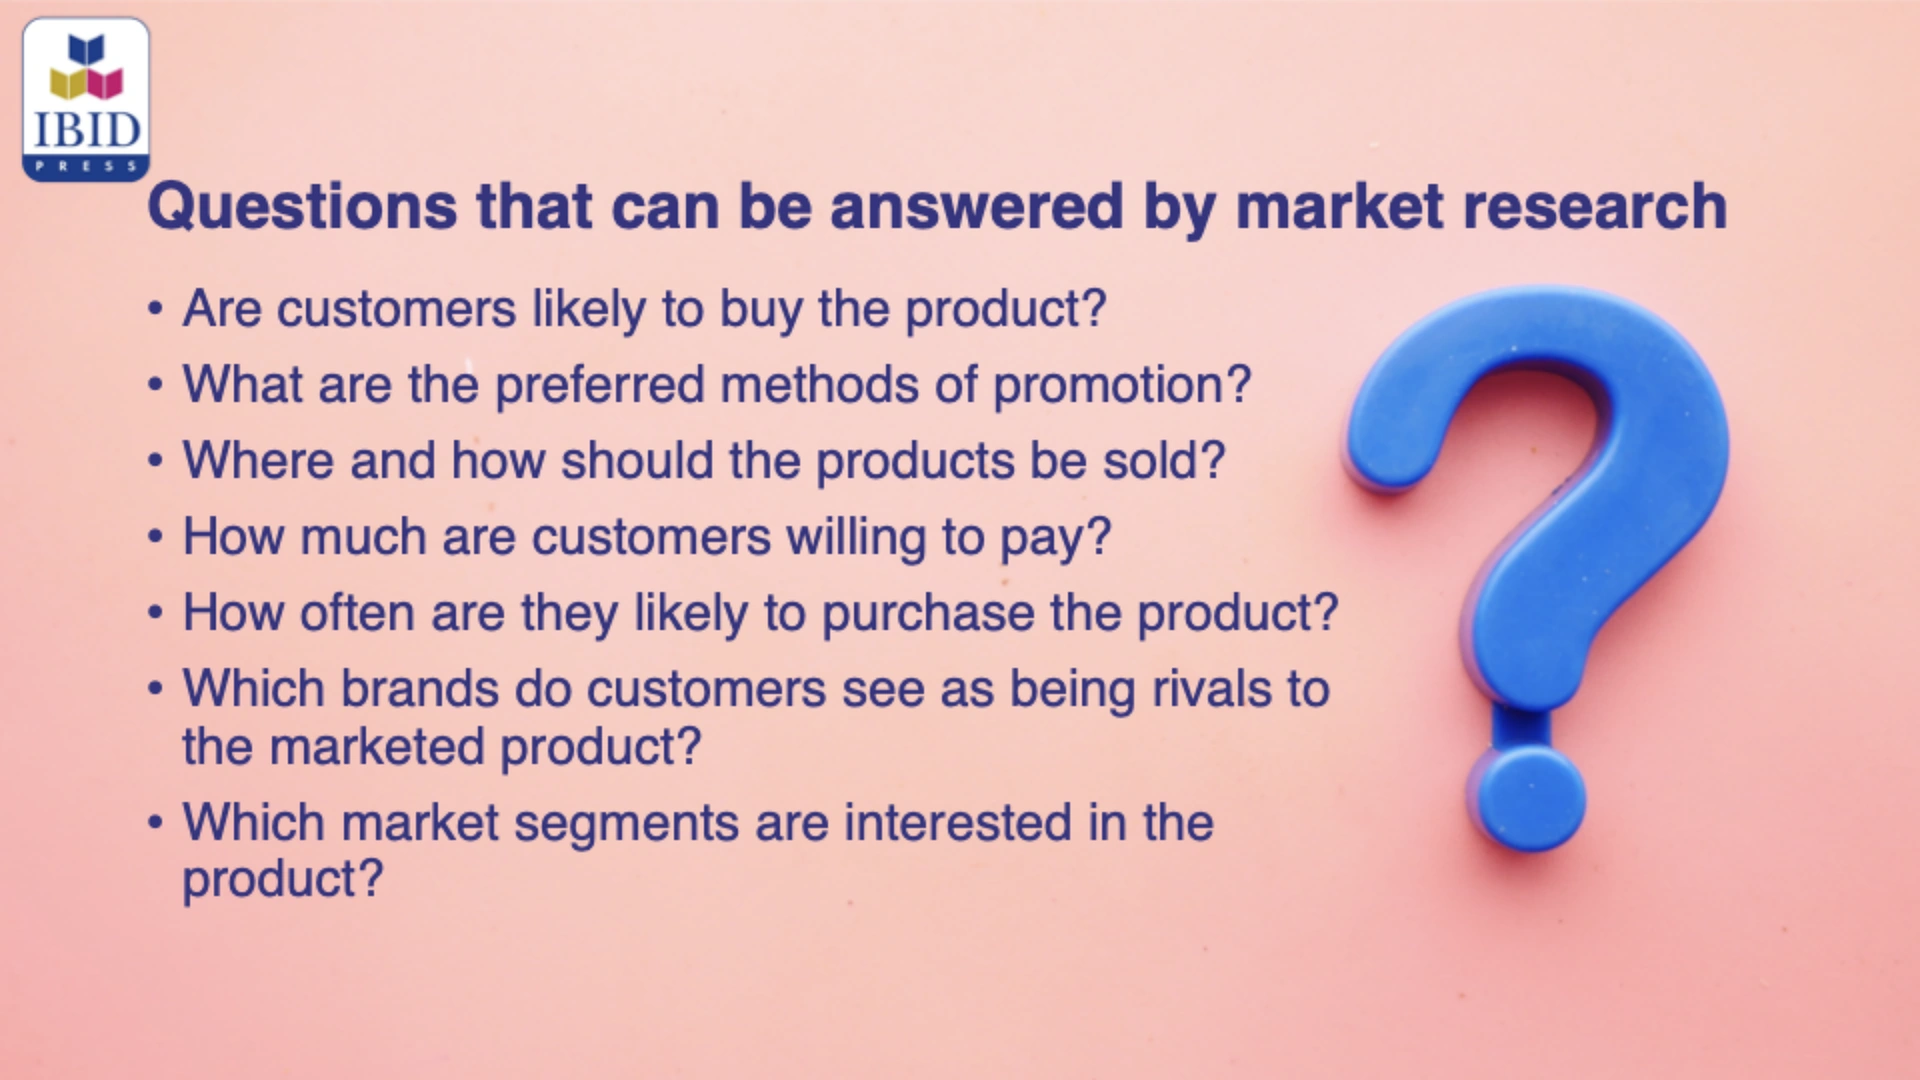 IBID
PRESS
Questions that can be answered by market research
• Are customers likely to buy the product?
• What are the preferred methods of promotion?
• Where and how should the products be sold?
• How much are customers willing to pay?
• How often are they likely to purchase the product?
• Which brands do customers see as being rivals to
the marketed product?
• Which market segments are interested in the
product?